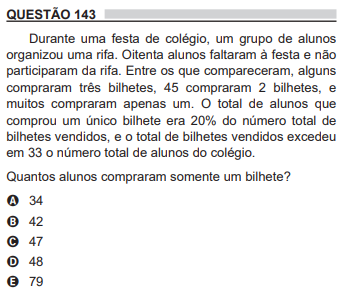 QUESTÃO 143
Durante uma festa de colégio, um grupo de alunos
organizou uma rifa. Oitenta alunos faltaram à festa e não
participaram da rifa. Entre os que compareceram, alguns
compraram três bilhetes, 45 compraram 2 bilhetes, e
muitos compraram apenas um. O total de alunos que
comprou um único bilhete era 20% do número total de
bilhetes vendidos, e o total de bilhetes vendidos excedeu
em 33 o número total de alunos do colégio.
Quantos alunos compraram somente um bilhete?
A 34
B 42
C 47
D 48
E 79